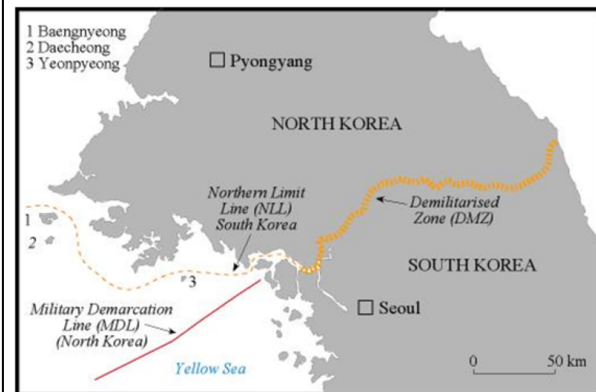 1 Baengnyeong
2 Daecheong
3 Yeonpyeong
Pyongyang
NORTH KOREA
Northern Limit
Line (NLL)
South Korea
Demilitarised
Zone (DMZ)
1
2
3
SOUTH KOREA
Military Demarcation
Line (MDL)
(North Korea)
Seoul
Yellow Sea
0 50 km